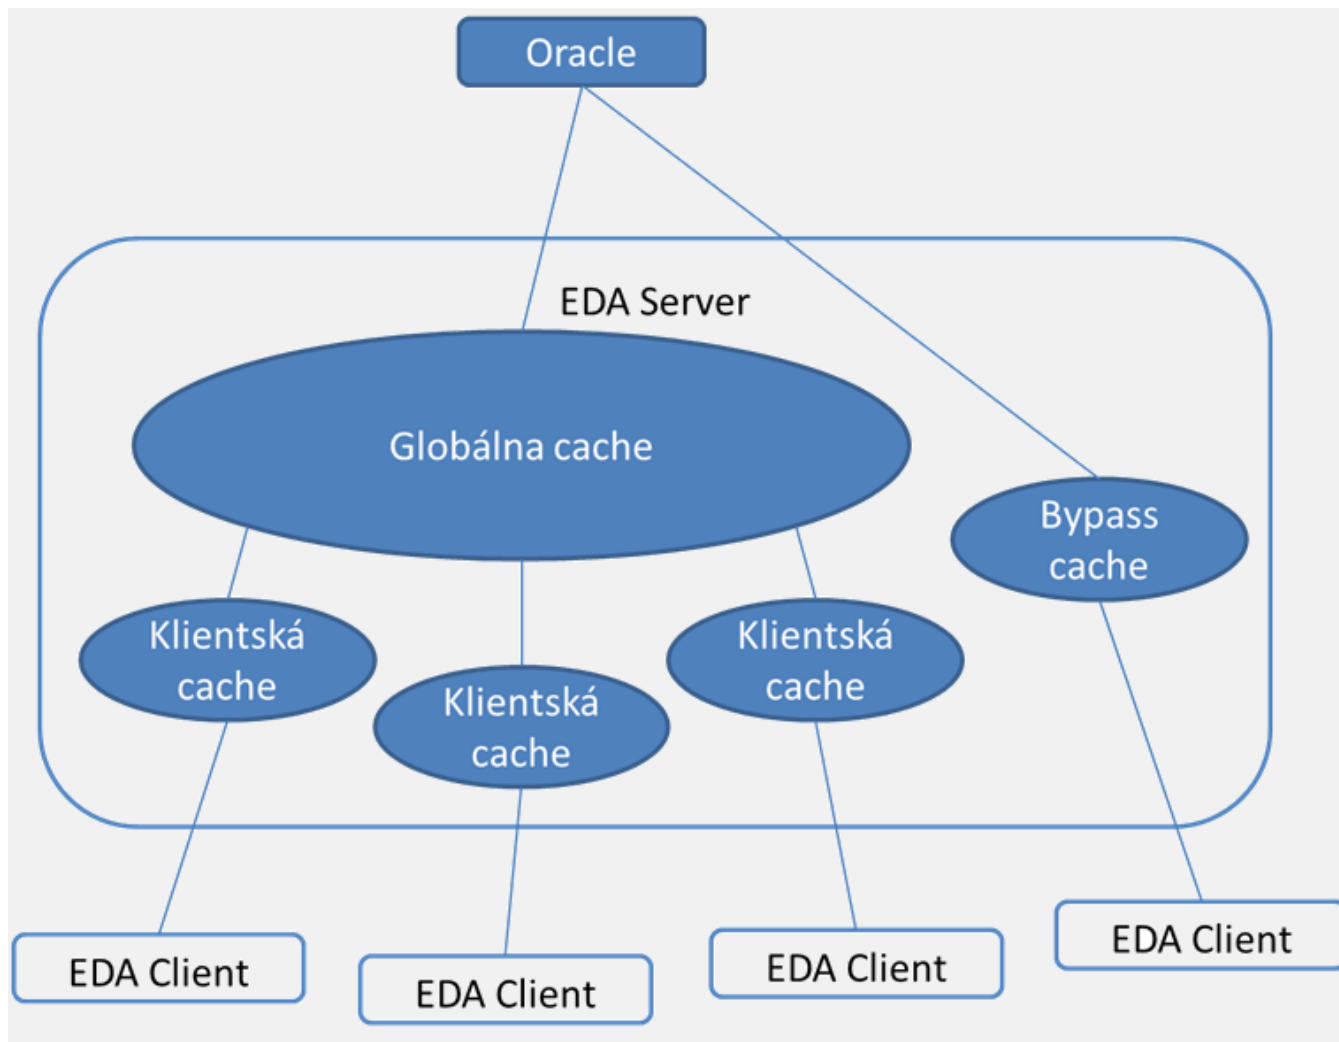 Oracle
EDA Server
Globálna cache
Bypass
cache
Klientská
cache
Klientská
cache
Klientská
cache
EDA Client
EDA Client
EDA Client
EDA Client